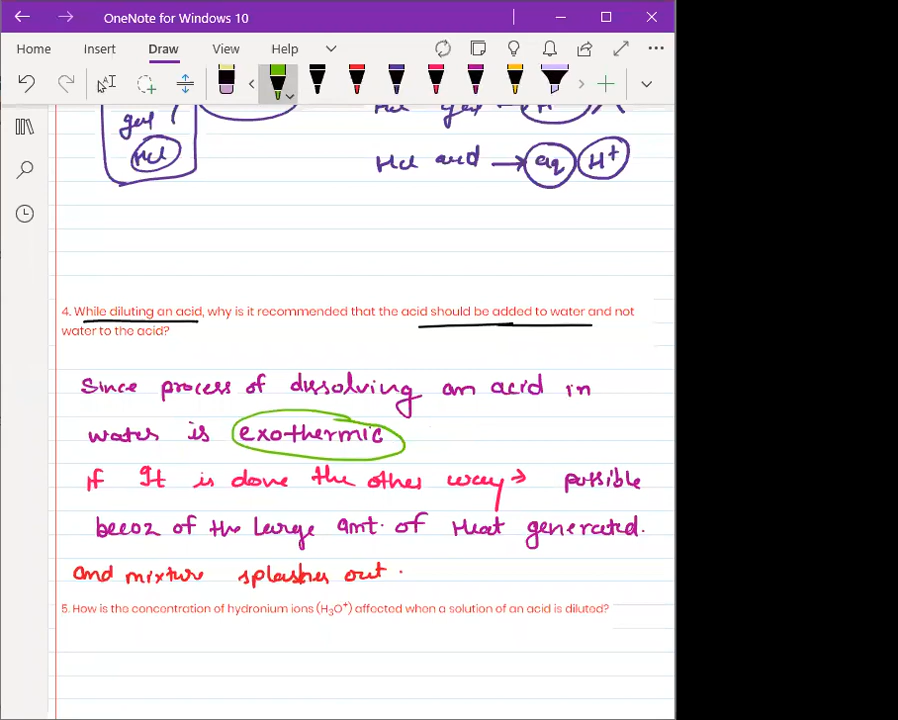 OneNote for Windows 10
Home Insert Draw View Help
gas
HCl
HCl gas → H+
HCl acid → aq H+
4. While diluting an acid, why is it recommended that the acid should be added to water and not
water to the acid?
Since process of dissolving an acid in
water is exothermic
If It is done the other way → possible
becoz of the large amt. of Heat generated.
and mixture splashes out.
5. How is the concentration of hydronium ions (H₃O⁺) affected when a solution of an acid is diluted?